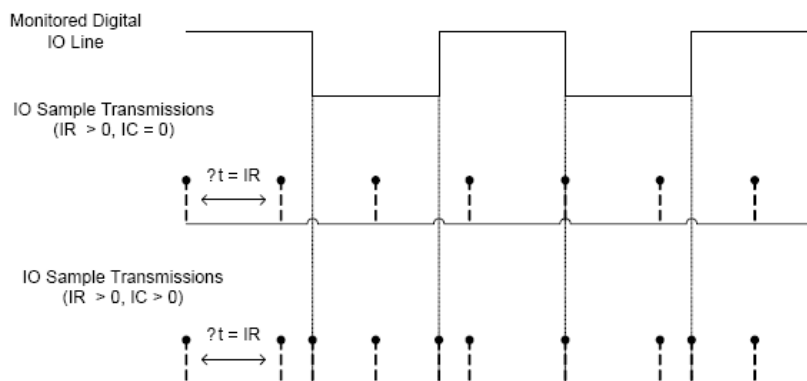 Monitored Digital
IO Line
IO Sample Transmissions
(IR > 0, IC = 0)
?t = IR
IO Sample Transmissions
(IR > 0, IC > 0)
?t = IR